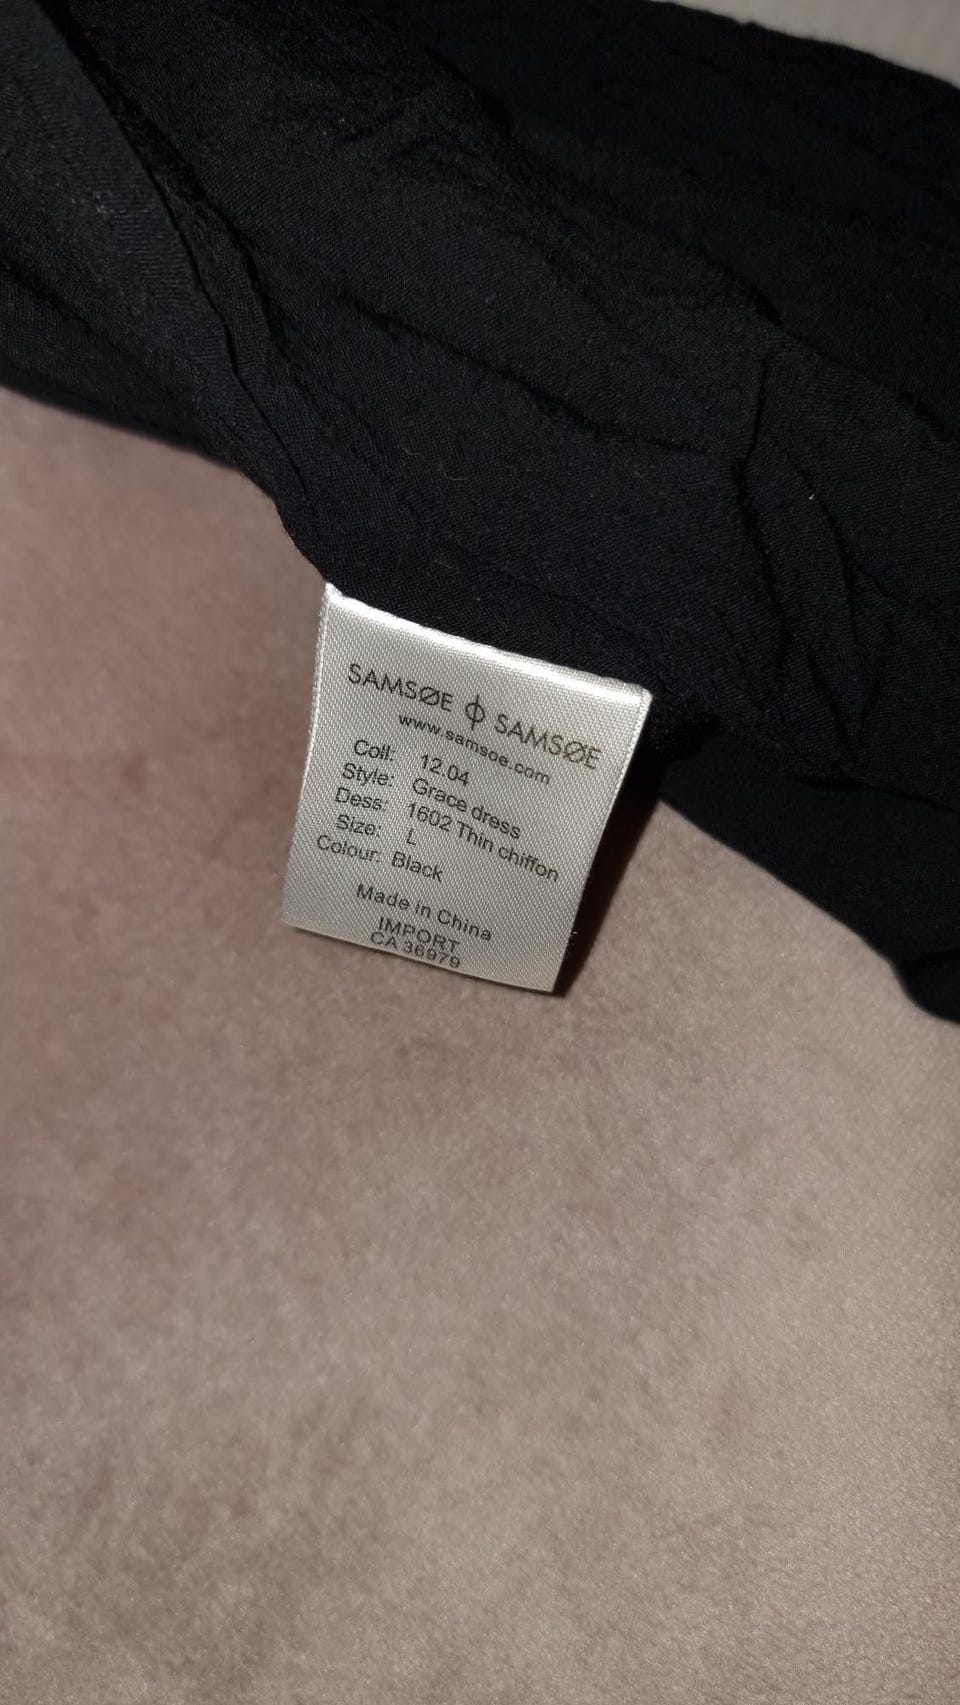 SAMSØE ϕ SAMSØE
www.samsoe.com
Coll: 12.04
Style: Grace dress
Dess: 1602 Thin chiffon
Size: L
Colour: Black
Made in China
IMPORT
CA 36979